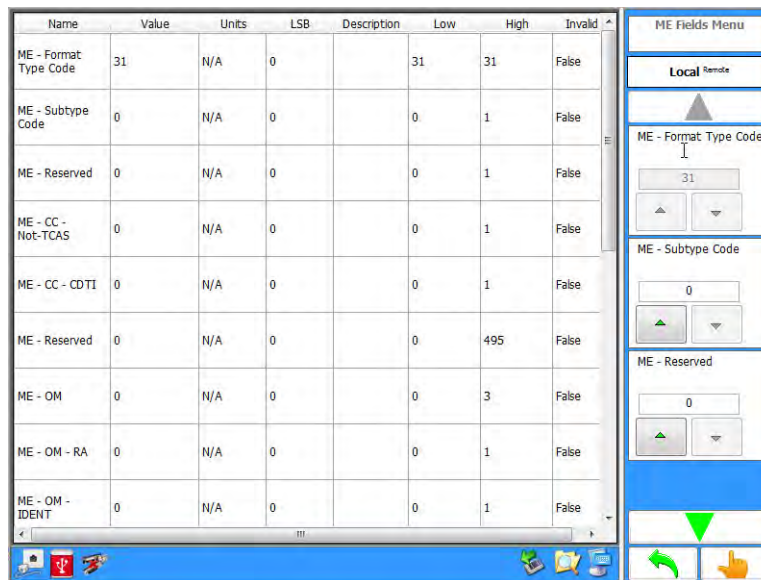 Name Value Units LSB Description Low High Invalid
ME - Format
Type Code 31 N/A 0 31 31 False
ME - Subtype
Code 0 N/A 0 0 1 False
ME - Reserved 0 N/A 0 0 1 False
ME - CC -
Not-TCAS 0 N/A 0 0 1 False
ME - CC - CDTI 0 N/A 0 0 1 False
ME - Reserved 0 N/A 0 0 495 False
ME - OM 0 N/A 0 0 3 False
ME - OM - RA 0 N/A 0 0 1 False
ME - OM -
IDENT 0 N/A 0 0 1 False
ME Fields Menu
Local Remote
ME - Format Type Code
31
ME - Subtype Code
0
ME - Reserved
0